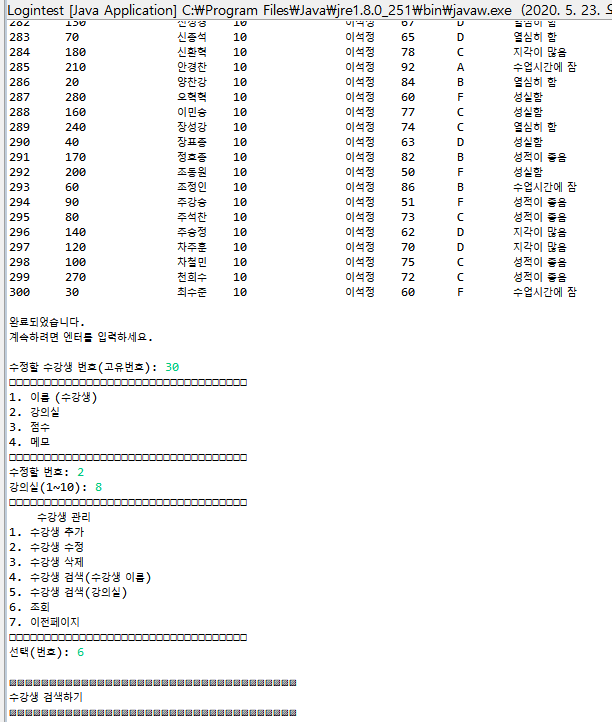 Logintest [Java Application] C:₩Program Files₩Java₩jre1.8.0_251₩bin₩javaw.exe (2020. 5. 23. 오
282 130 신정정 10 이석정 67 D 열심히 함
283 70 신종석 10 이석정 65 D 열심히 함
284 180 신환혁 10 이석정 78 C 지각이 많음
285 210 안경찬 10 이석정 92 A 수업시간에 잠
286 20 양찬강 10 이석정 84 B 열심히 함
287 280 오혁혁 10 이석정 60 F 성실함
288 160 이민승 10 이석정 77 C 성실함
289 240 장성강 10 이석정 74 C 열심히 함
290 40 장표종 10 이석정 63 D 성실함
291 170 정호종 10 이석정 82 B 성적이 좋음
292 200 조동원 10 이석정 50 F 성실함
293 60 조정인 10 이석정 86 B 수업시간에 잠
294 90 주강승 10 이석정 51 F 성적이 좋음
295 80 주석찬 10 이석정 73 C 성적이 좋음
296 140 주승정 10 이석정 62 D 지각이 많음
297 120 차주훈 10 이석정 70 D 지각이 많음
298 100 차철민 10 이석정 75 C 성적이 좋음
299 270 천희수 10 이석정 72 C 성적이 좋음
300 30 최수준 10 이석정 60 F 수업시간에 잠
완료되었습니다.
계속하려면 엔터를 입력하세요.
수정할 수강생 번호(고유번호): 30
□□□□□□□□□□□□□□□□□□□□□□□□□□□□□□□□□□
1. 이름 (수강생)
2. 강의실
3. 점수
4. 메모
□□□□□□□□□□□□□□□□□□□□□□□□□□□□□□□□□□
수정할 번호: 2
강의실(1~10): 8
□□□□□□□□□□□□□□□□□□□□□□□□□□□□□□□□□□
수강생 관리
1. 수강생 추가
2. 수강생 수정
3. 수강생 삭제
4. 수강생 검색(수강생 이름)
5. 수강생 검색(강의실)
6. 조회
7. 이전페이지
□□□□□□□□□□□□□□□□□□□□□□□□□□□□□□□□□□
선택(번호): 6
▨▨▨▨▨▨▨▨▨▨▨▨▨▨▨▨▨▨▨▨▨▨▨▨▨▨▨▨▨▨▨▨▨▨▨▨
수강생 검색하기
▨▨▨▨▨▨▨▨▨▨▨▨▨▨▨▨▨▨▨▨▨▨▨▨▨▨▨▨▨▨▨▨▨▨▨▨